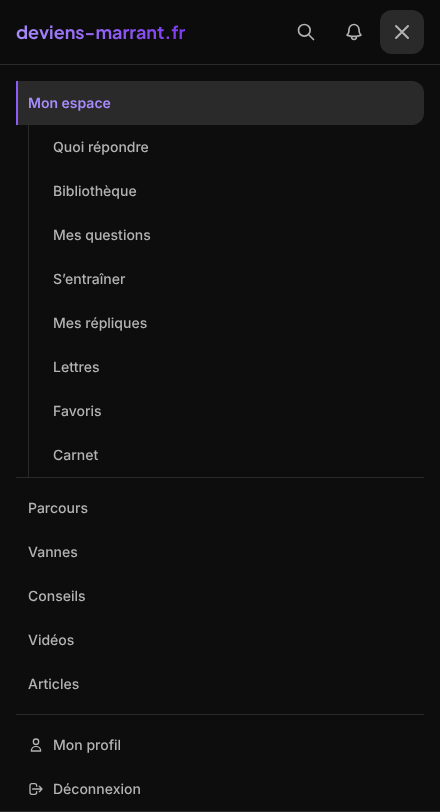 deviens-marrant.fr
Mon espace
Quoi répondre
Bibliothèque
Mes questions
S’entraîner
Mes répliques
Lettres
Favoris
Carnet
Parcours
Vannes
Conseils
Vidéos
Articles
Mon profil
Déconnexion